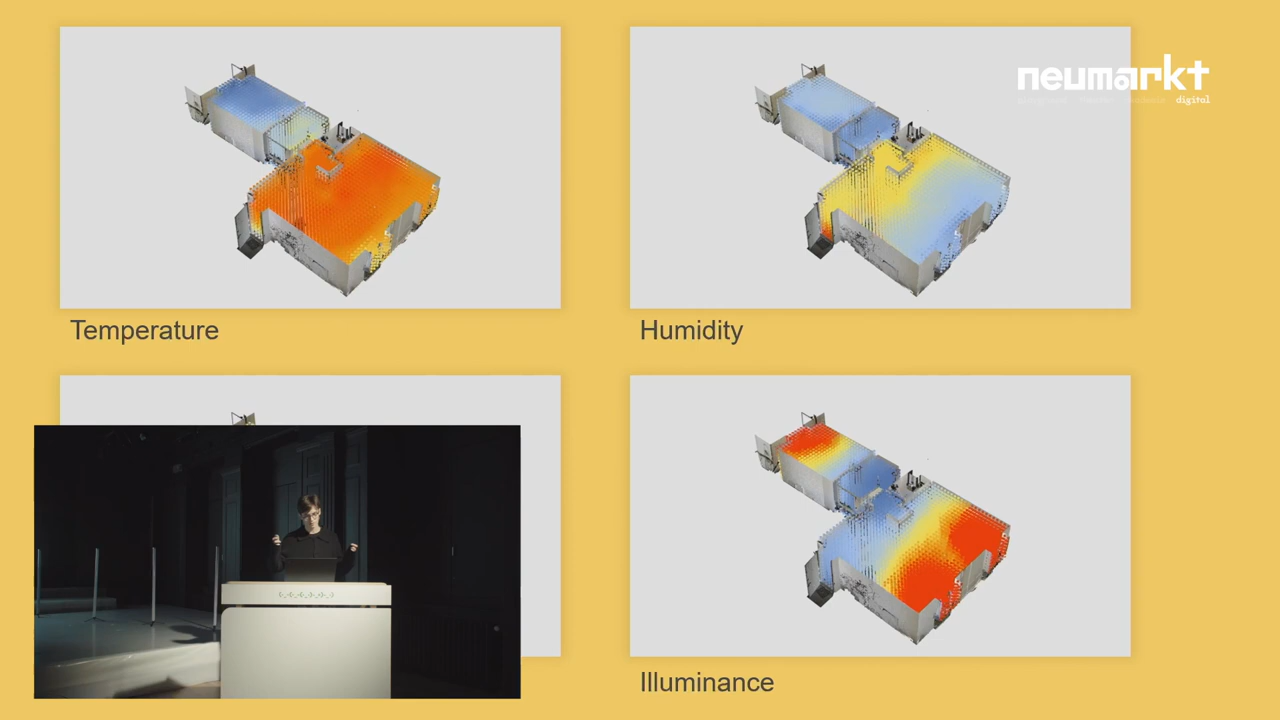 neumarkt
digital
Temperature
Humidity
Illuminance